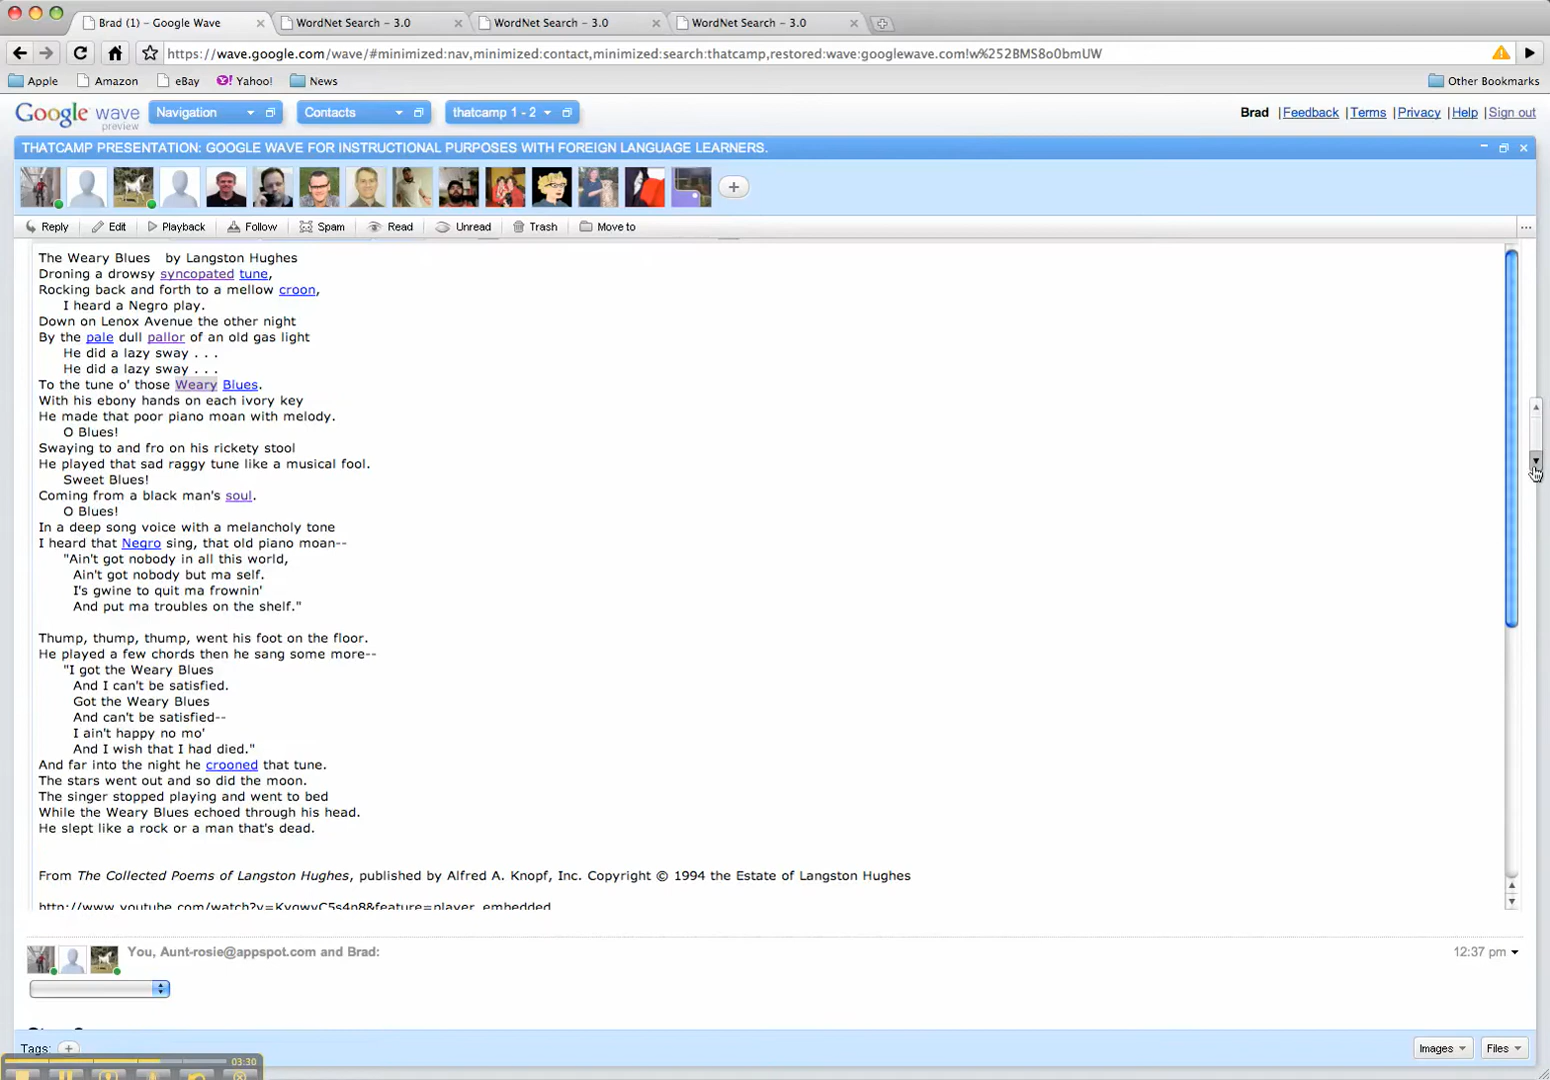 Brad (1) – Google Wave
WordNet Search – 3.0
WordNet Search – 3.0
WordNet Search – 3.0
https://wave.google.com/wave/#minimized:nav,minimized:contact,minimized:search:thatcamp,restored:wave:googlewave.com!w%252BMS8o0bmUW
Apple Amazon eBay Yahoo! News Other Bookmarks
Google wave
preview
Navigation
Contacts
thatcamp 1 - 2
Brad | Feedback | Terms | Privacy | Help | Sign out
THATCAMP PRESENTATION: GOOGLE WAVE FOR INSTRUCTIONAL PURPOSES WITH FOREIGN LANGUAGE LEARNERS.
Reply Edit Playback Follow Spam Read Unread Trash Move to
The Weary Blues by Langston Hughes
Droning a drowsy syncopated tune,
Rocking back and forth to a mellow croon,
I heard a Negro play.
Down on Lenox Avenue the other night
By the pale dull pallor of an old gas light
He did a lazy sway . . .
He did a lazy sway . . .
To the tune o' those Weary Blues.
With his ebony hands on each ivory key
He made that poor piano moan with melody.
O Blues!
Swaying to and fro on his rickety stool
He played that sad raggy tune like a musical fool.
Sweet Blues!
Coming from a black man's soul.
O Blues!
In a deep song voice with a melancholy tone
I heard that Negro sing, that old piano moan--
"Ain't got nobody in all this world,
Ain't got nobody but ma self.
I's gwine to quit ma frownin'
And put ma troubles on the shelf."
Thump, thump, thump, went his foot on the floor.
He played a few chords then he sang some more--
"I got the Weary Blues
And I can't be satisfied.
Got the Weary Blues
And can't be satisfied--
I ain't happy no mo'
And I wish that I had died."
And far into the night he crooned that tune.
The stars went out and so did the moon.
The singer stopped playing and went to bed
While the Weary Blues echoed through his head.
He slept like a rock or a man that's dead.
From The Collected Poems of Langston Hughes, published by Alfred A. Knopf, Inc. Copyright © 1994 the Estate of Langston Hughes
You, Aunt-rosie@appspot.com and Brad:
12:37 pm
Tags:
Images
Files
03:30